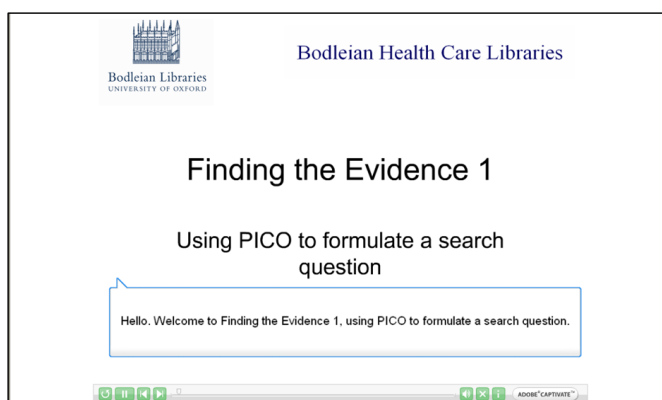 Bodleian Libraries
UNIVERSITY OF OXFORD
Bodleian Health Care Libraries
Finding the Evidence 1
Using PICO to formulate a search
question
Hello. Welcome to Finding the Evidence 1, using PICO to formulate a search question.
ADOBE® CAPTIVATE™